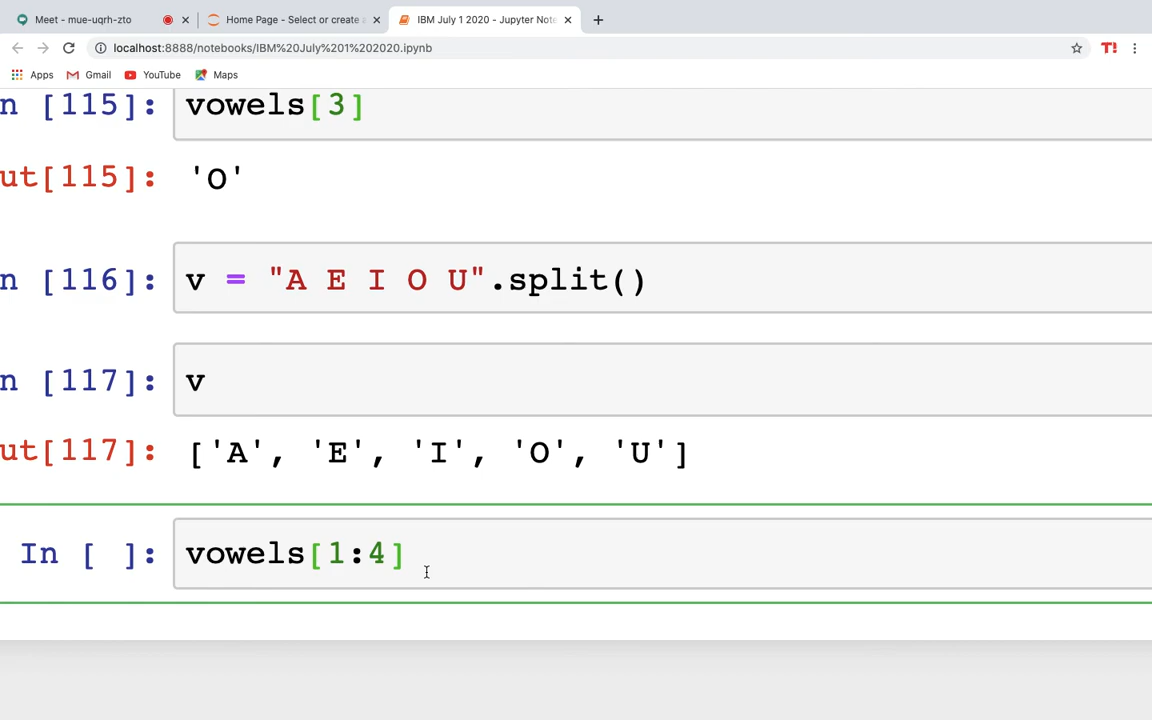 Meet - mue-uqrh-zto
Home Page - Select or create a
IBM July 1 2020 - Jupyter Note
localhost:8888/notebooks/IBM%20July%201%202020.ipynb
T!
Apps Gmail YouTube Maps
n [115]: vowels[3]
ut[115]: 'O'
n [116]: v = "A E I O U".split()
n [117]: v
ut[117]: ['A', 'E', 'I', 'O', 'U']
In [ ]: vowels[1:4]